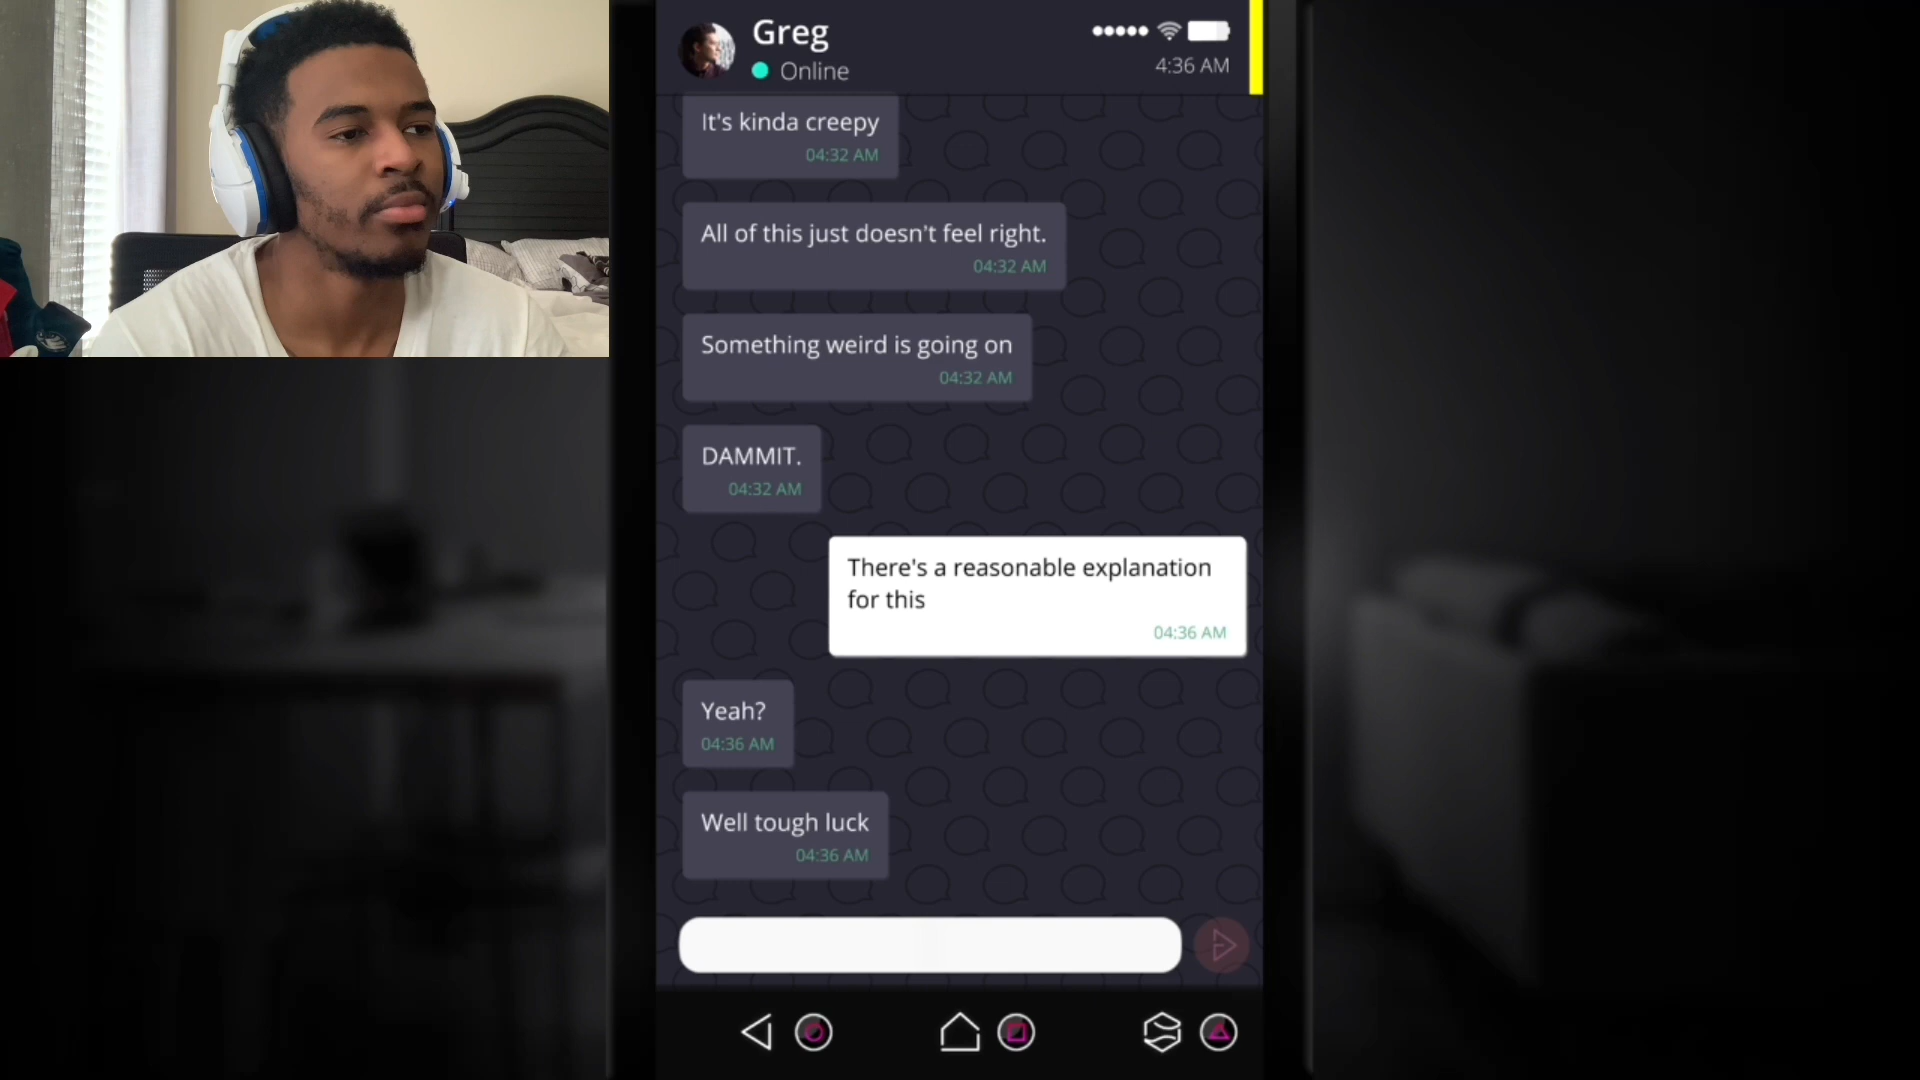 Greg
Online
4:36 AM
It's kinda creepy
04:32 AM
All of this just doesn't feel right.
04:32 AM
Something weird is going on
04:32 AM
DAMMIT.
04:32 AM
There's a reasonable explanation
for this
04:36 AM
Yeah?
04:36 AM
Well tough luck
04:36 AM